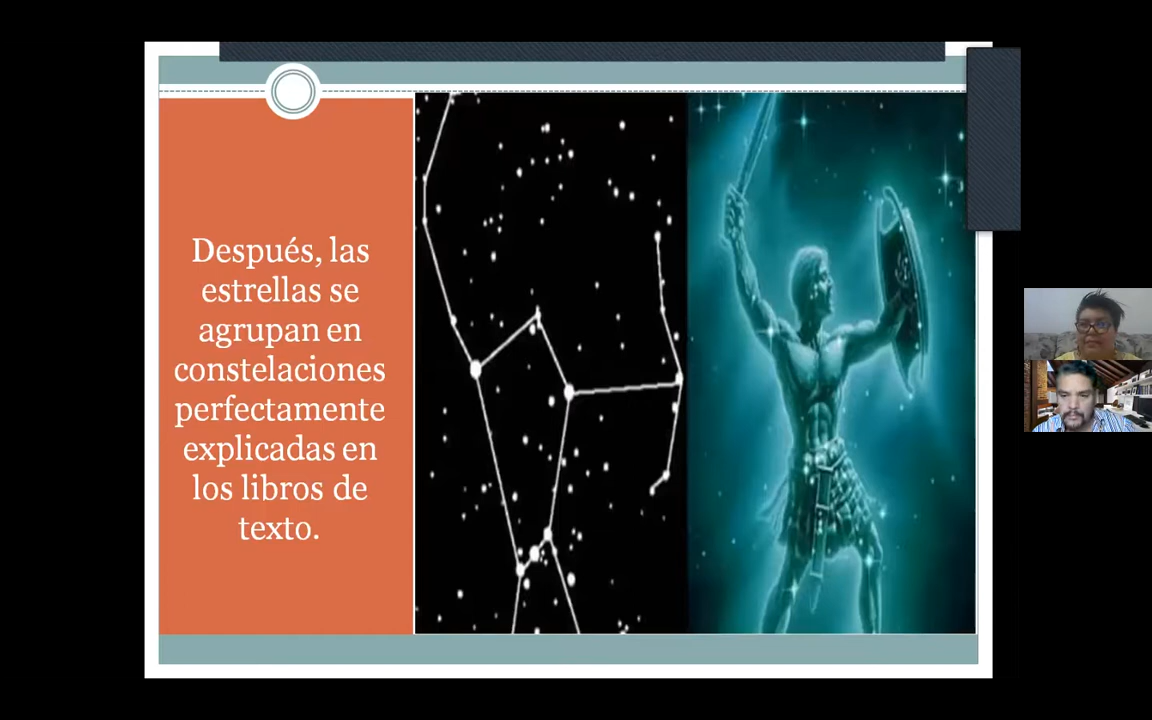 Después, las
estrellas se
agrupan en
constelaciones
perfectamente
explicadas en
los libros de
texto.